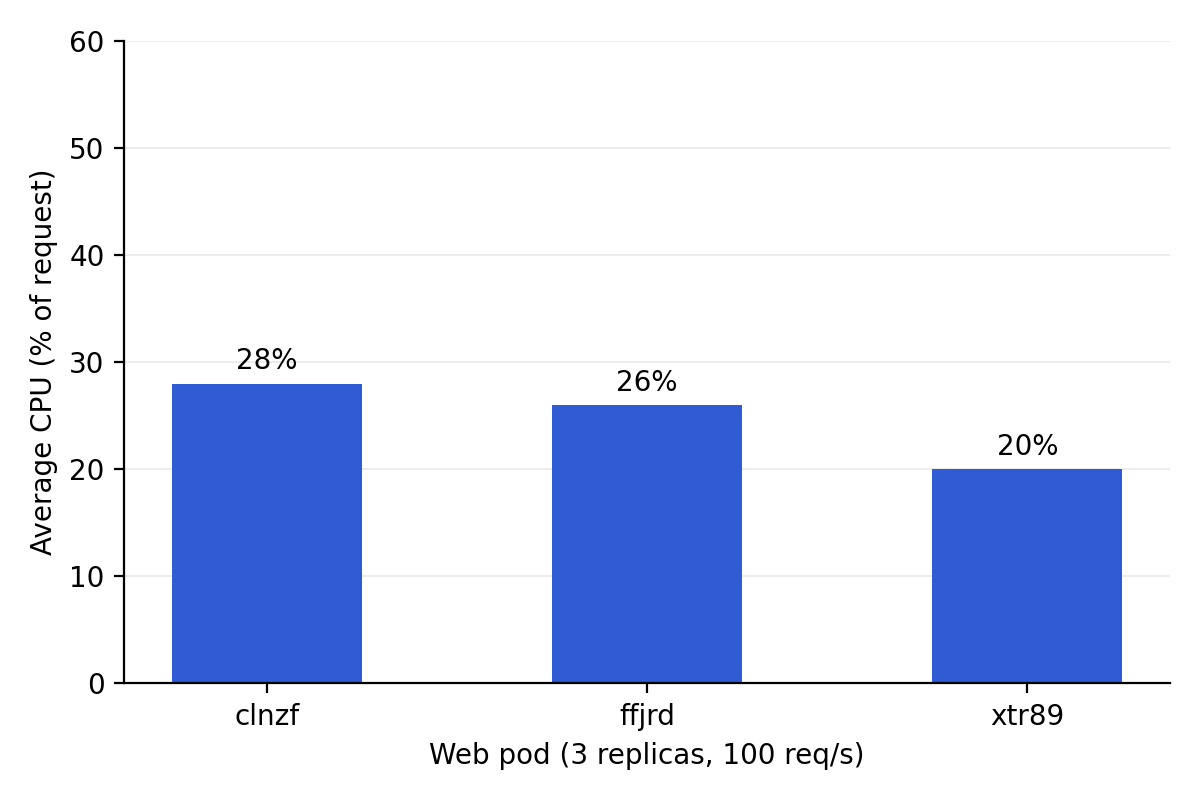 Average CPU (% of request)
60
50
40
30
20
10
0
28%
26%
20%
clnzf
ffjrd
xtr89
Web pod (3 replicas, 100 req/s)